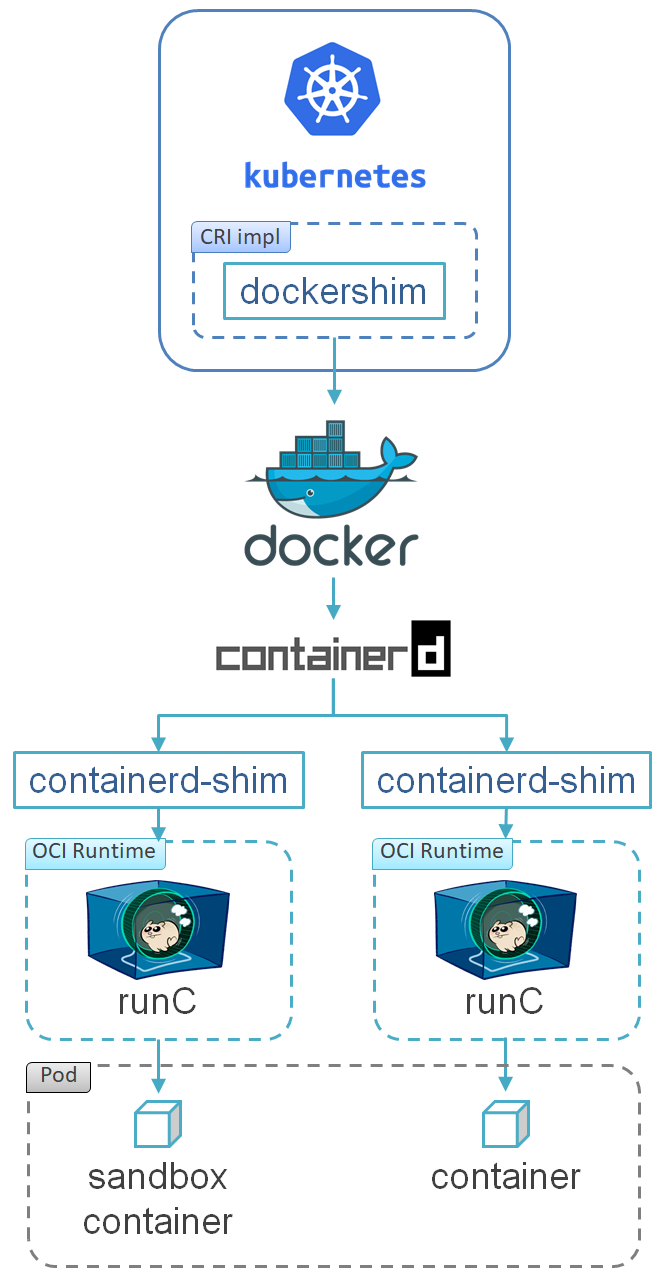 kubernetes
CRI impl
dockershim
docker
containerd
containerd-shim
containerd-shim
OCI Runtime
OCI Runtime
runC
runC
Pod
sandbox
container
container